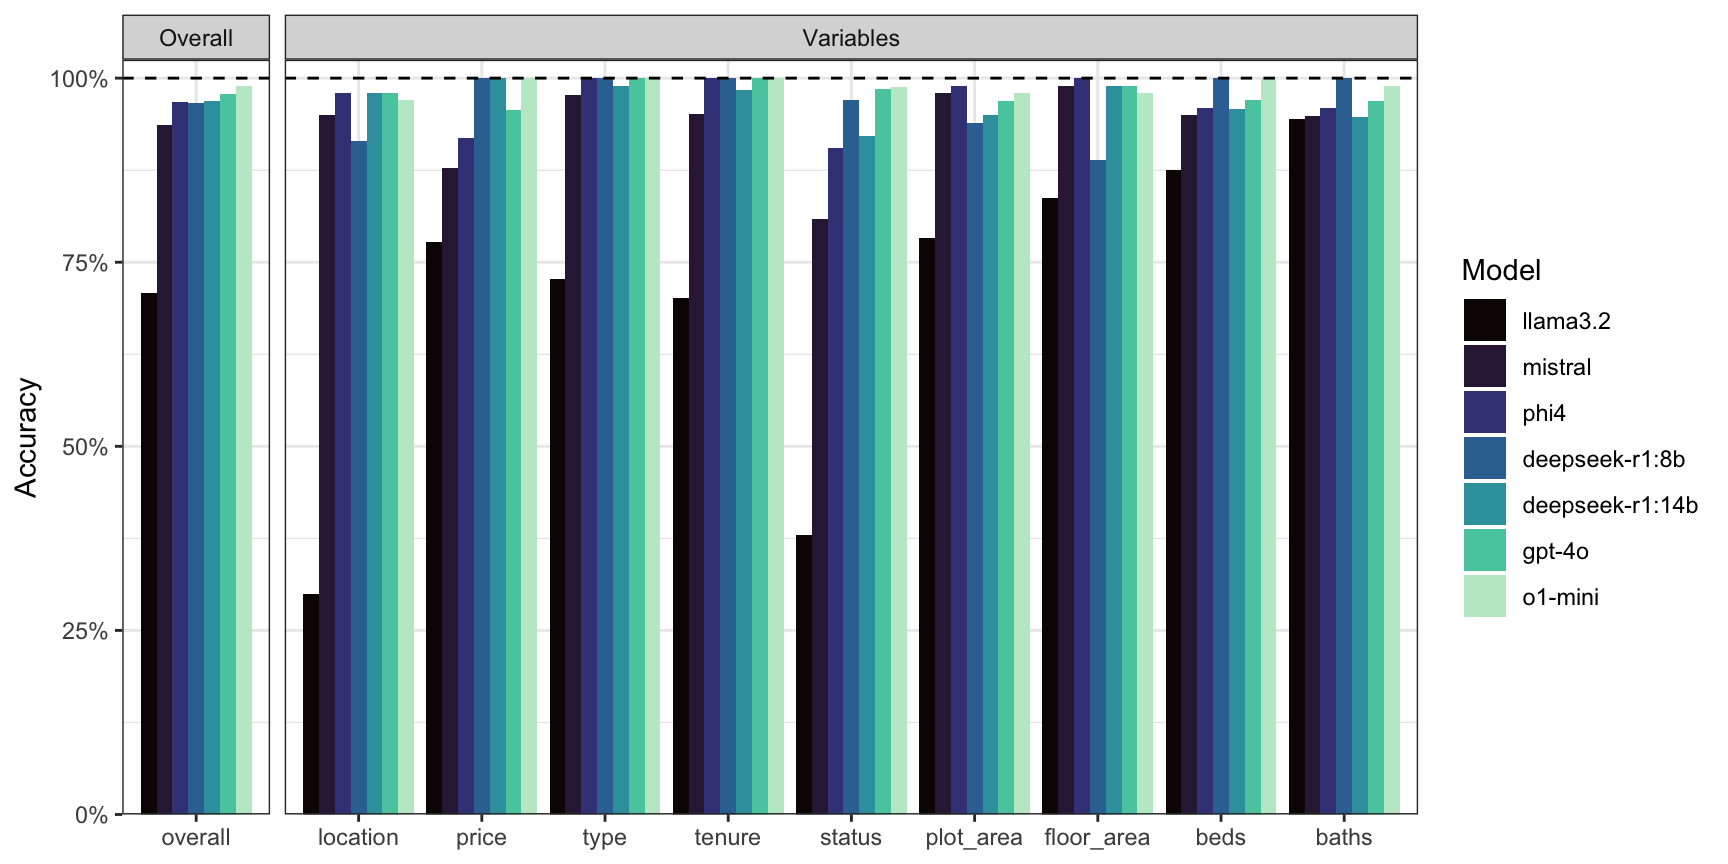 Overall
Variables
100%
75%
50%
25%
0%
Accuracy
overall
location
price
type
tenure
status
plot_area
floor_area
beds
baths
Model
llama3.2
mistral
phi4
deepseek-r1:8b
deepseek-r1:14b
gpt-4o
o1-mini